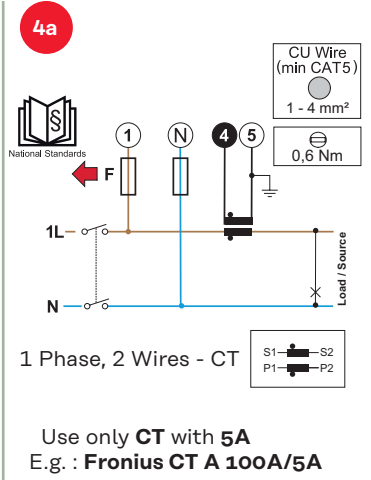 4a
CU Wire
(min CAT5)
1 - 4 mm²
0,6 Nm
§
National Standards
F
1 N 4 5
1L
N
Load / Source
1 Phase, 2 Wires - CT
S1 S2
P1 P2
Use only CT with 5A
E.g. : Fronius CT A 100A/5A